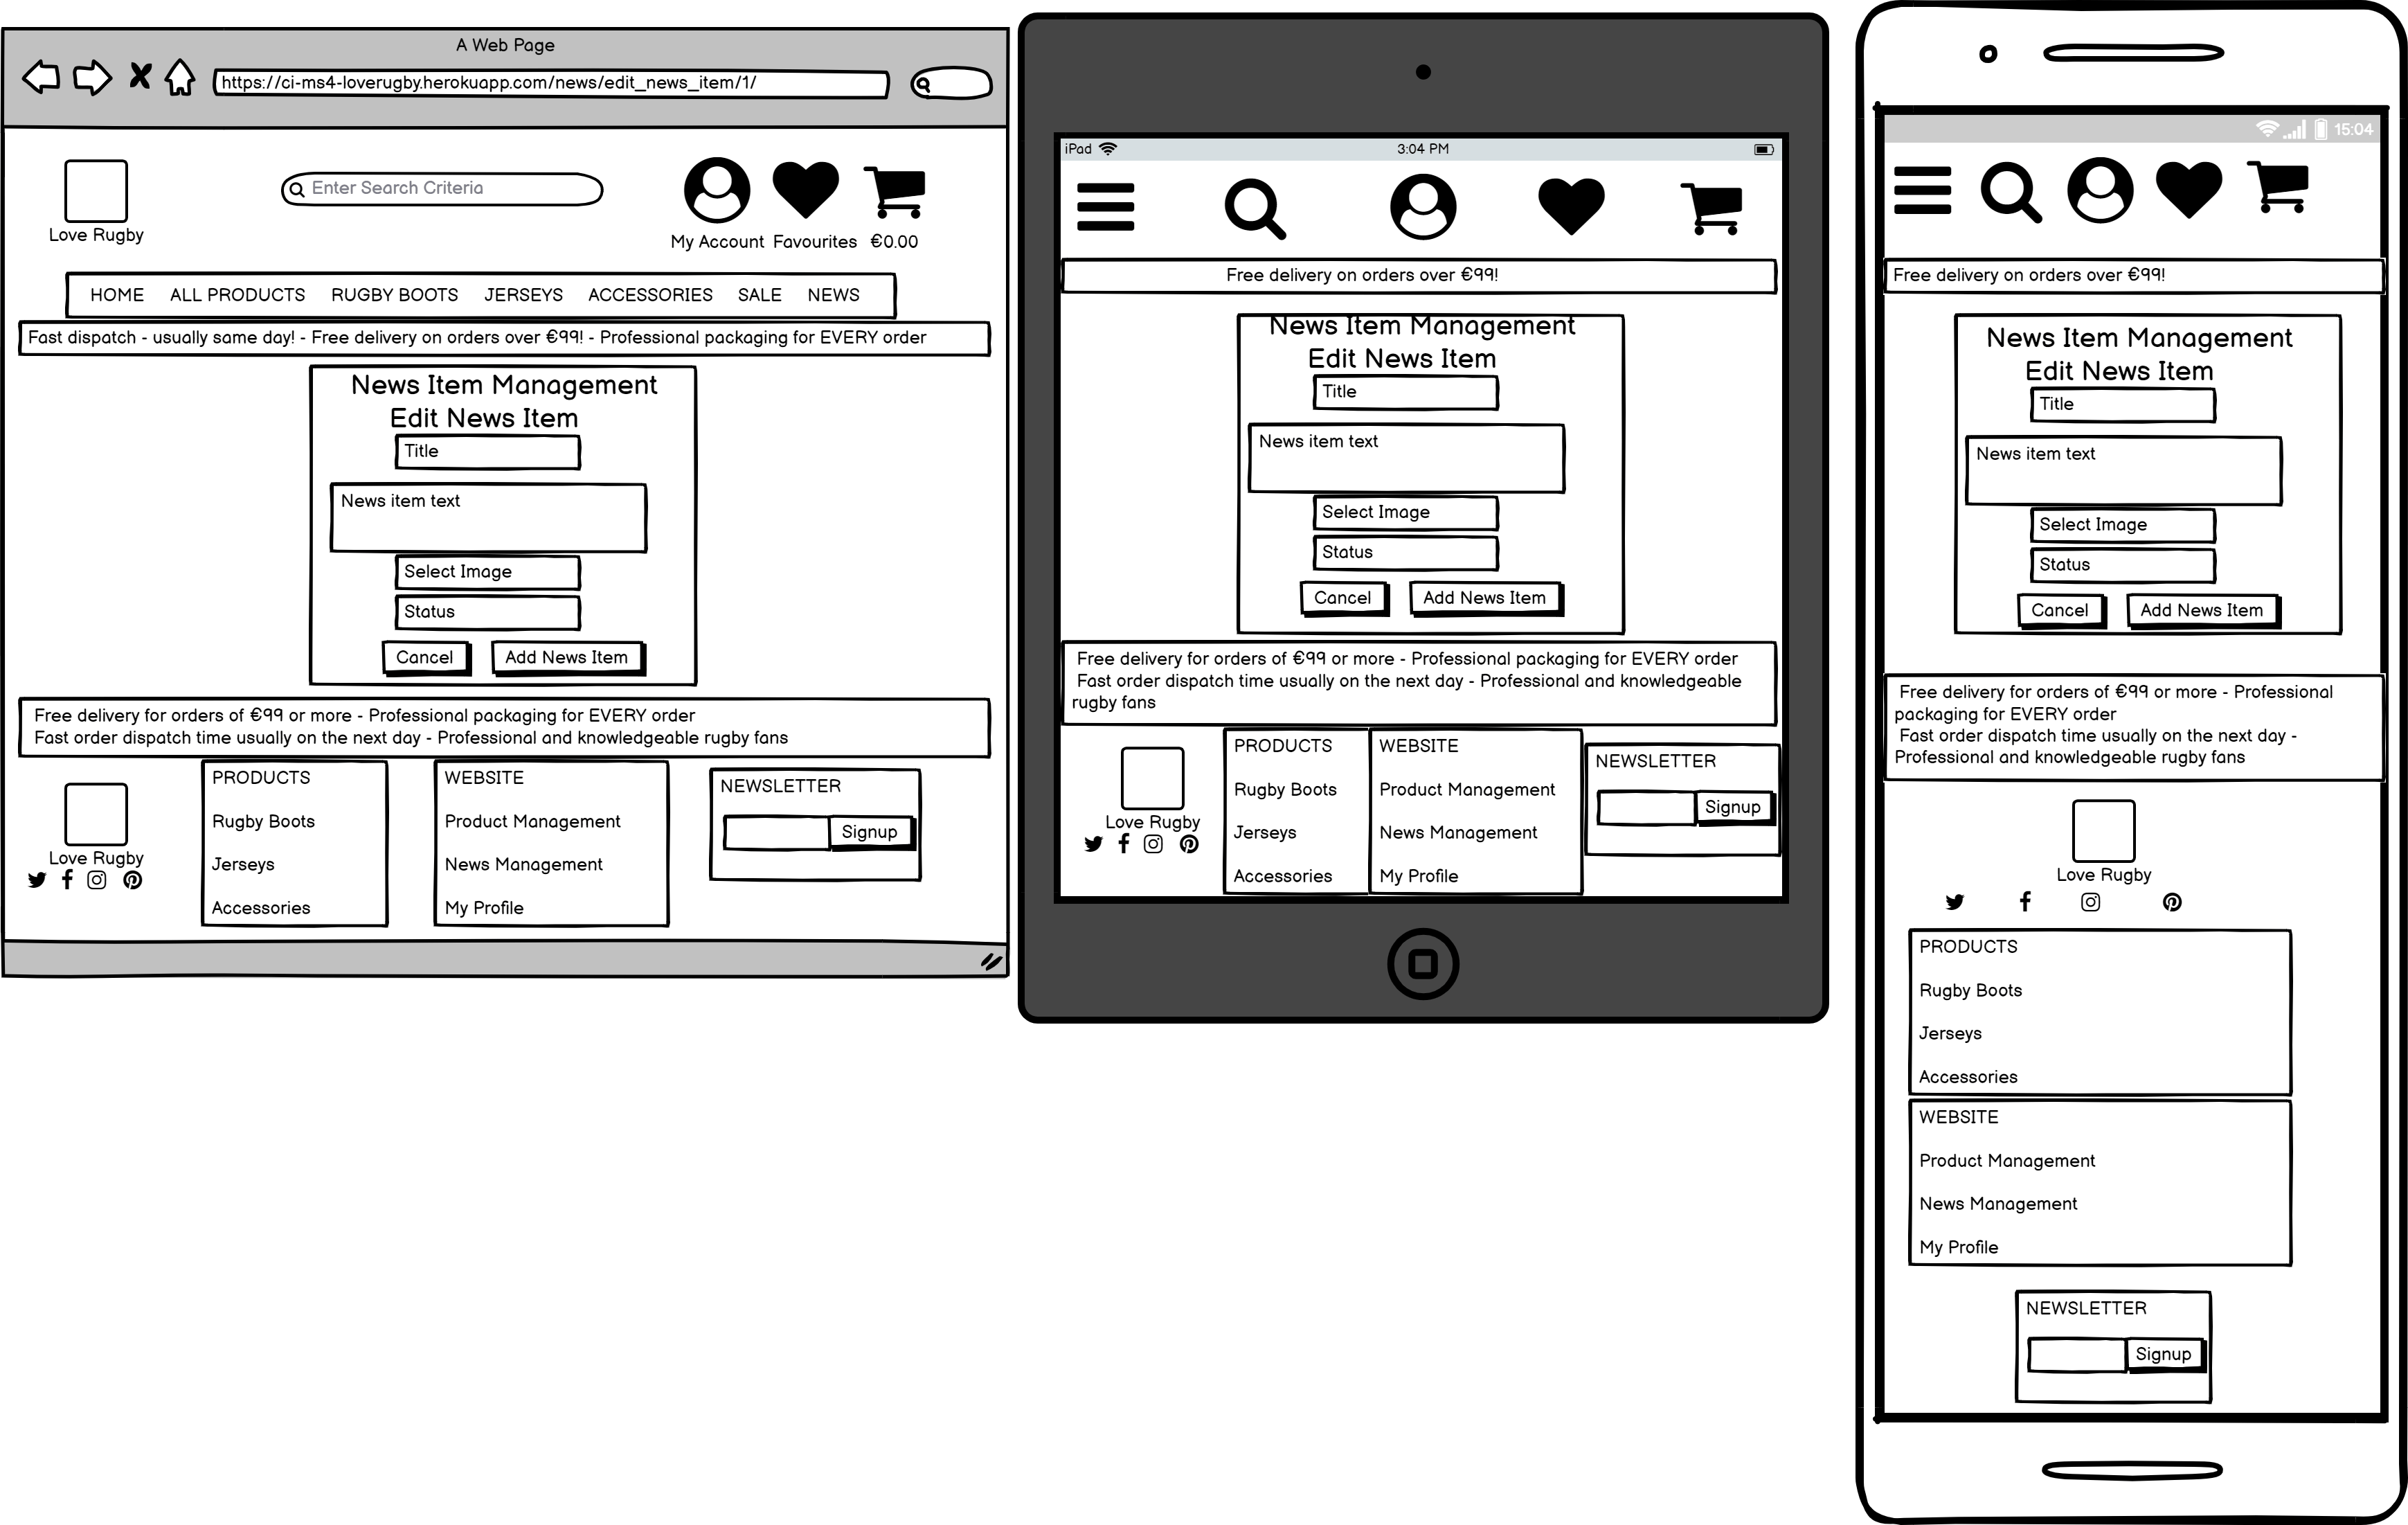 A Web Page
https://ci-ms4-loverugby.herokuapp.com/news/edit_news_item/1/
Enter Search Criteria
Love Rugby
My Account Favourites €0.00
HOME ALL PRODUCTS RUGBY BOOTS JERSEYS ACCESSORIES SALE NEWS
Fast dispatch - usually same day! - Free delivery on orders over €99! - Professional packaging for EVERY order
News Item Management
Edit News Item
Title
News item text
Select Image
Status
Cancel Add News Item
Free delivery for orders of €99 or more - Professional packaging for EVERY order
Fast order dispatch time usually on the next day - Professional and knowledgeable rugby fans
Love Rugby
PRODUCTS
Rugby Boots
Jerseys
Accessories
WEBSITE
Product Management
News Management
My Profile
NEWSLETTER
Signup
iPad 3:04 PM
Free delivery on orders over €99!
News Item Management
Edit News Item
Title
News item text
Select Image
Status
Cancel Add News Item
Free delivery for orders of €99 or more - Professional packaging for EVERY order
Fast order dispatch time usually on the next day - Professional and knowledgeable
rugby fans
Love Rugby
PRODUCTS
Rugby Boots
Jerseys
Accessories
WEBSITE
Product Management
News Management
My Profile
NEWSLETTER
Signup
15:04
Free delivery on orders over €99!
News Item Management
Edit News Item
Title
News item text
Select Image
Status
Cancel Add News Item
Free delivery for orders of €99 or more - Professional
packaging for EVERY order
Fast order dispatch time usually on the next day -
Professional and knowledgeable rugby fans
Love Rugby
PRODUCTS
Rugby Boots
Jerseys
Accessories
WEBSITE
Product Management
News Management
My Profile
NEWSLETTER
Signup